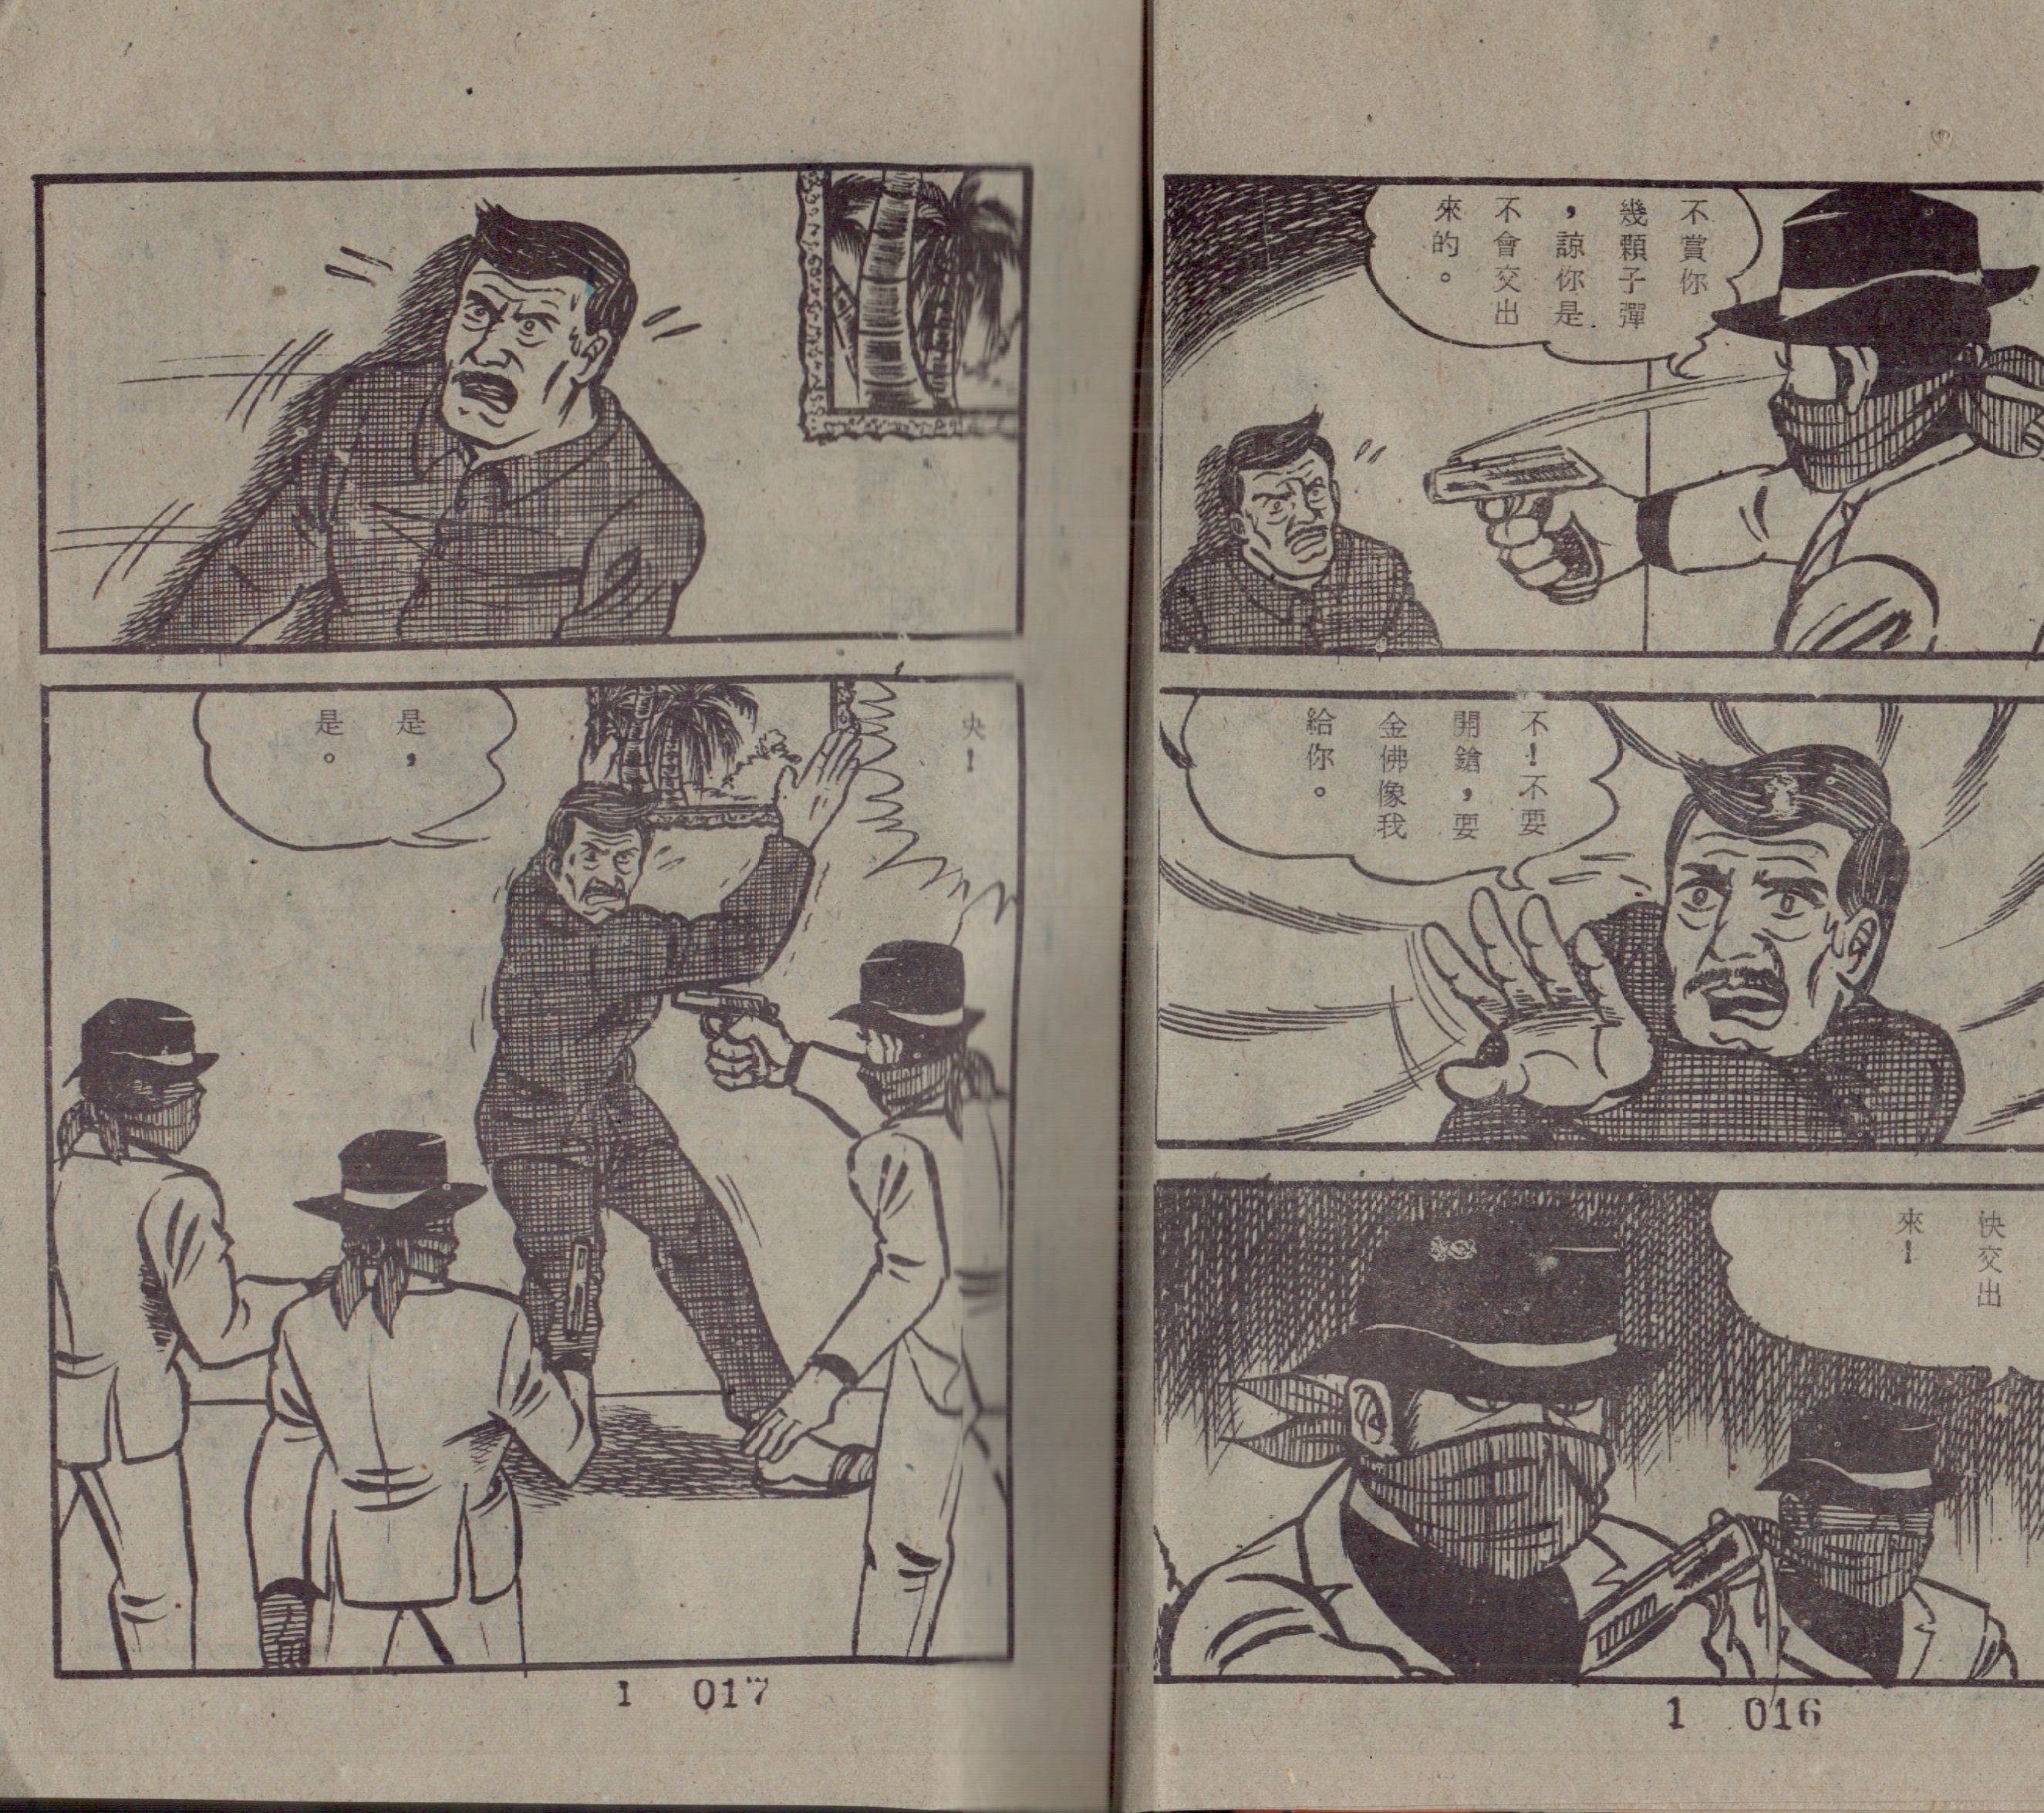 不賞你
幾顆子彈
，諒你是
不會交出
來的。
不！不要
開鎗，要
金佛像我
給你。
快交出
來！
1 016
快！
是，
是。
1 017